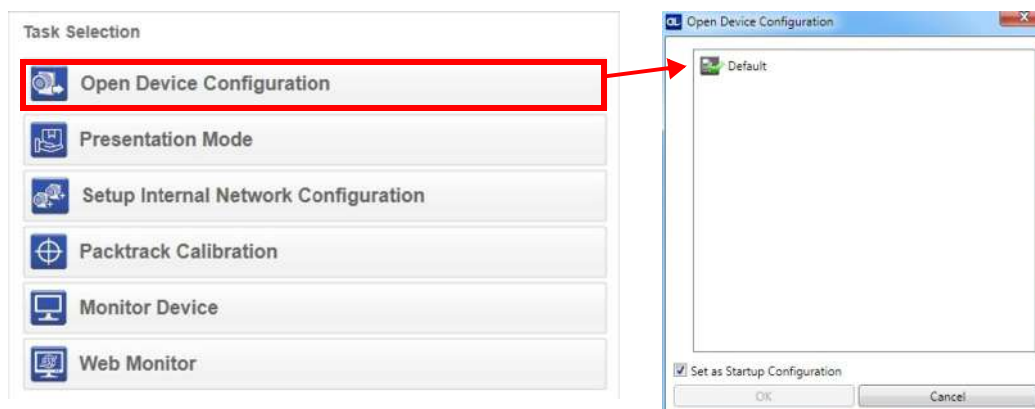 Task Selection
Open Device Configuration
Presentation Mode
Setup Internal Network Configuration
Packtrack Calibration
Monitor Device
Web Monitor
DL Open Device Configuration
Default
Set as Startup Configuration
OK
Cancel